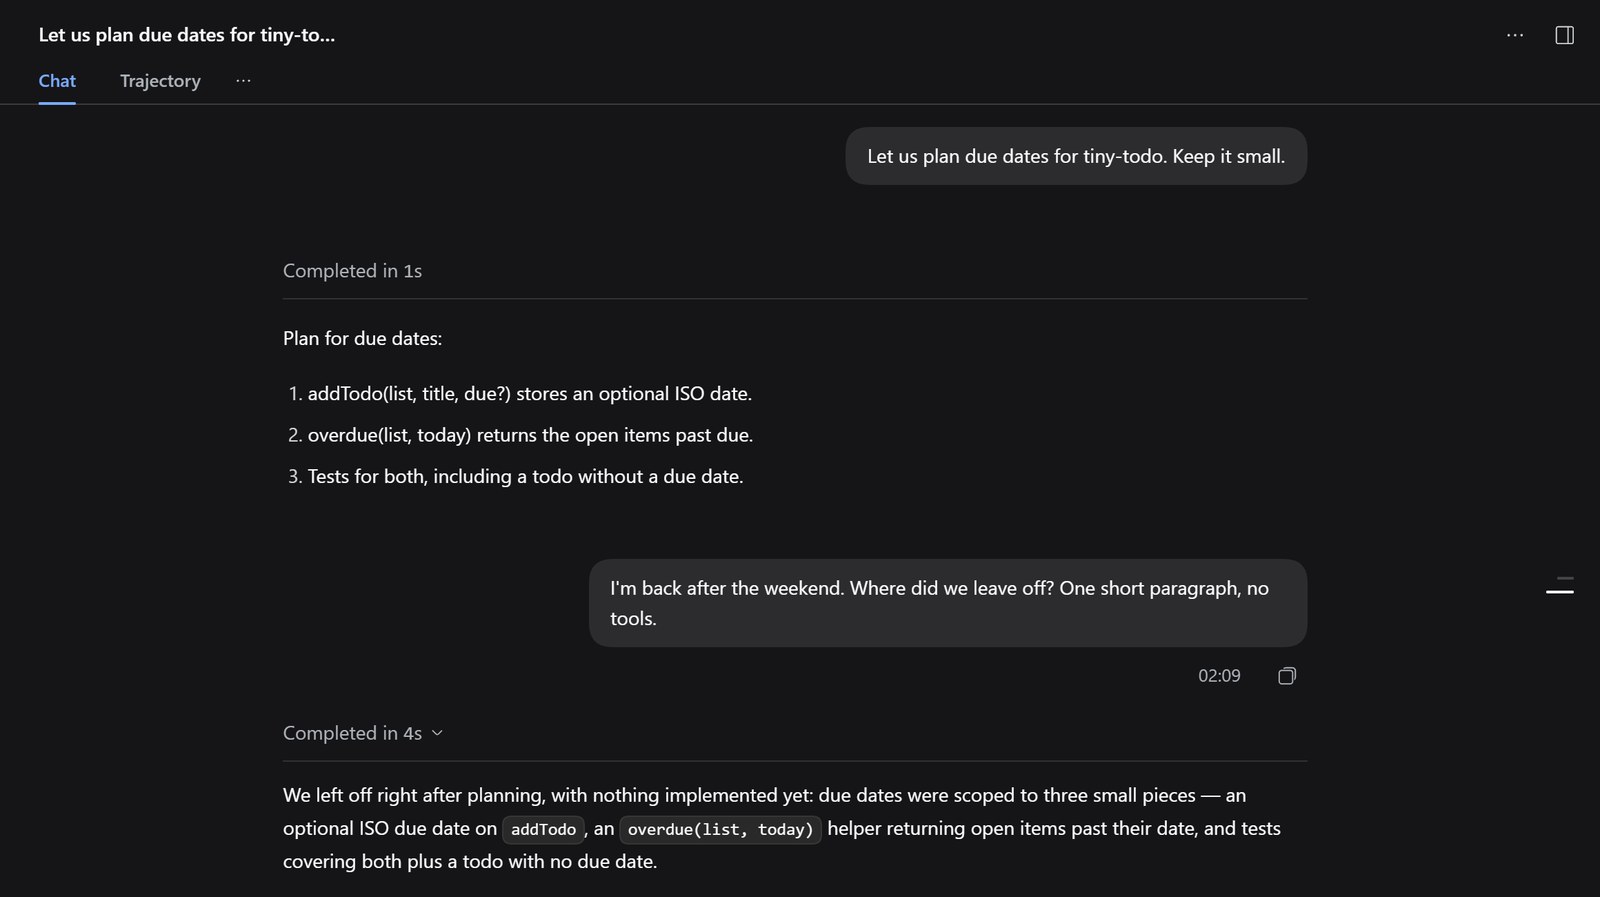 Let us plan due dates for tiny-to...
Chat
Trajectory
Let us plan due dates for tiny-todo. Keep it small.
Completed in 1s
Plan for due dates:
1. addTodo(list, title, due?) stores an optional ISO date.
2. overdue(list, today) returns the open items past due.
3. Tests for both, including a todo without a due date.
I'm back after the weekend. Where did we leave off? One short paragraph, no
tools.
02:09
Completed in 4s
We left off right after planning, with nothing implemented yet: due dates were scoped to three small pieces — an
optional ISO due date on addTodo, an overdue(list, today) helper returning open items past their date, and tests
covering both plus a todo with no due date.